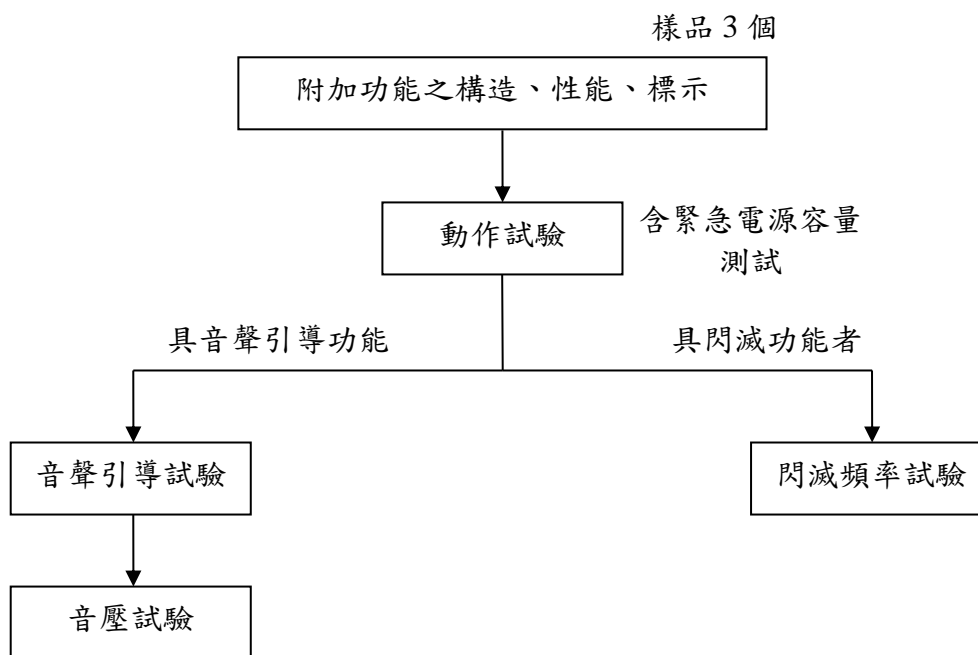 樣品 3 個
附加功能之構造、性能、標示
動作試驗
含緊急電源容量
測試
具音聲引導功能
具閃滅功能者
音聲引導試驗
閃滅頻率試驗
音壓試驗